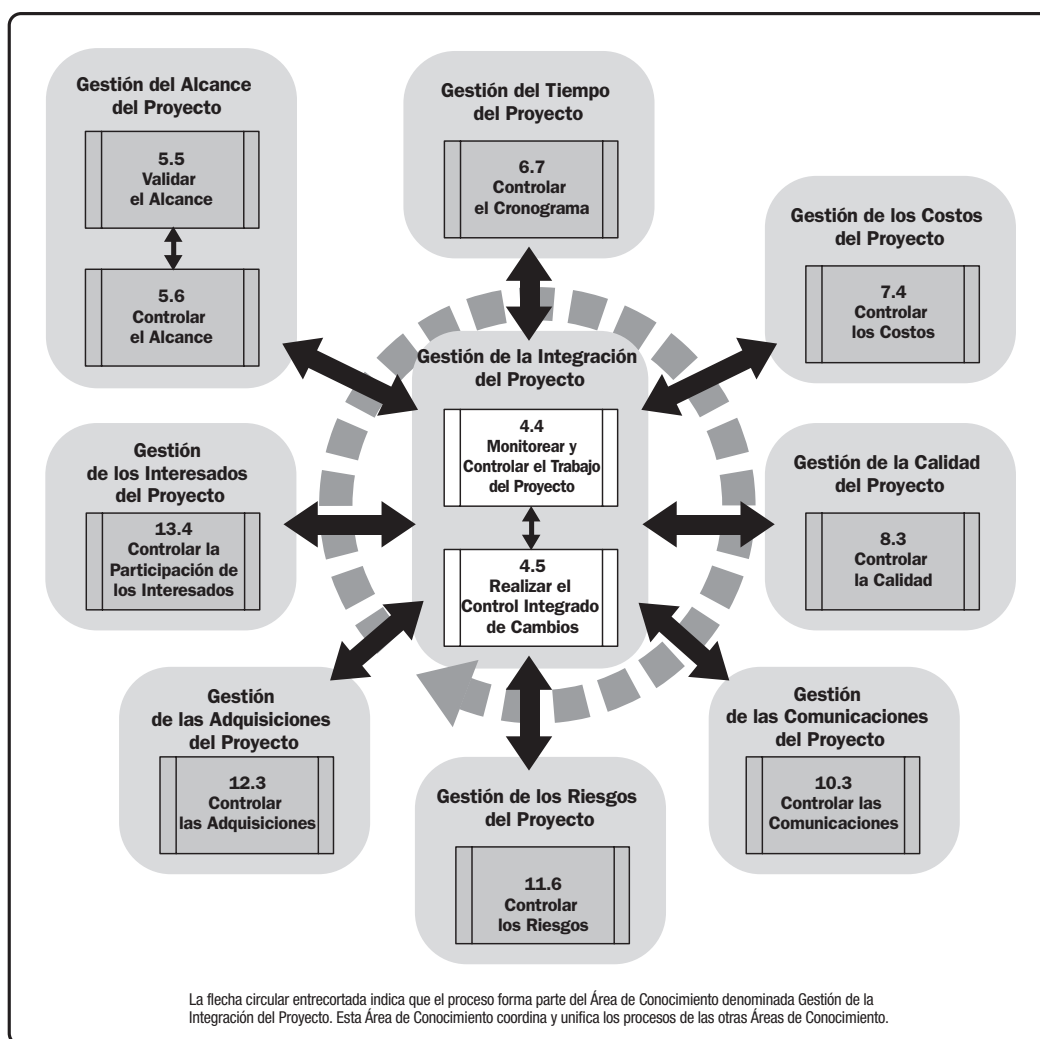 Gestión del Alcance
del Proyecto
5.5
Validar
el Alcance
5.6
Controlar
el Alcance
Gestión del Tiempo
del Proyecto
6.7
Controlar
el Cronograma
Gestión de los Costos
del Proyecto
7.4
Controlar
los Costos
Gestión de la Integración
del Proyecto
4.4
Monitorear y
Controlar el Trabajo
del Proyecto
4.5
Realizar el
Control Integrado
de Cambios
Gestión
de los Interesados
del Proyecto
13.4
Controlar la
Participación de
los Interesados
Gestión de la Calidad
del Proyecto
8.3
Controlar
la Calidad
Gestión
de las Adquisiciones
del Proyecto
12.3
Controlar
las Adquisiciones
Gestión de los Riesgos
del Proyecto
11.6
Controlar
los Riesgos
Gestión
de las Comunicaciones
del Proyecto
10.3
Controlar las
Comunicaciones
La flecha circular entrecortada indica que el proceso forma parte del Área de Conocimiento denominada Gestión de la
Integración del Proyecto. Esta Área de Conocimiento coordina y unifica los procesos de las otras Áreas de Conocimiento.